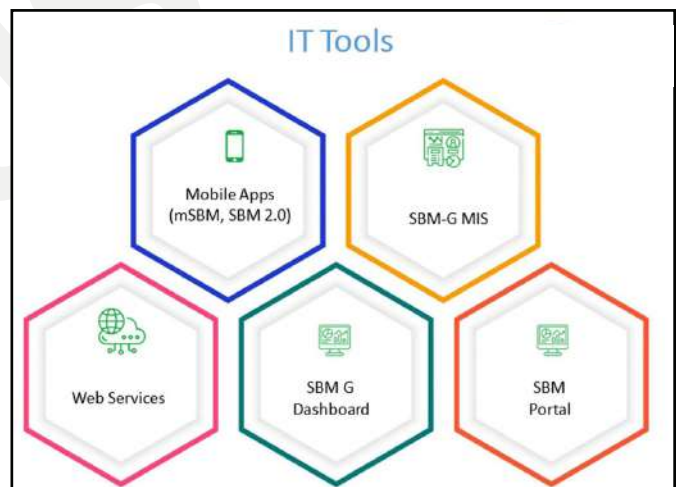 IT Tools
Mobile Apps
(mSBM, SBM 2.0)
SBM-G MIS
Web Services
SBM G
Dashboard
SBM
Portal